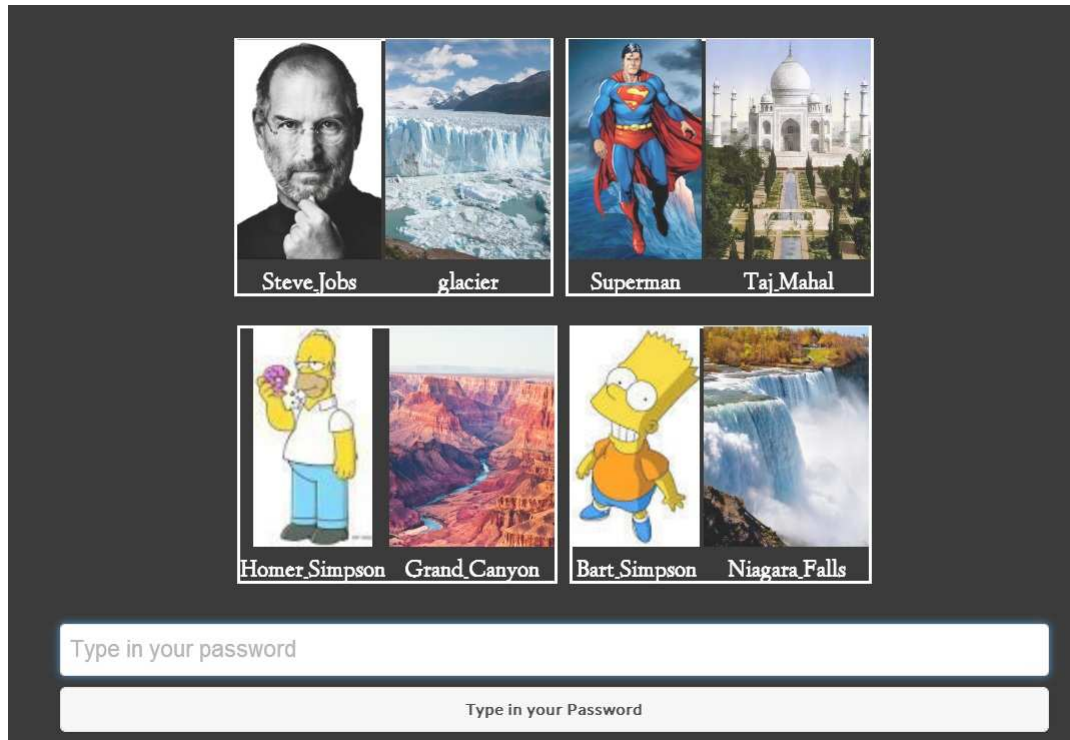 Steve_Jobs glacier Superman Taj_Mahal
Homer_Simpson Grand_Canyon Bart_Simpson Niagara_Falls
Type in your password
Type in your Password